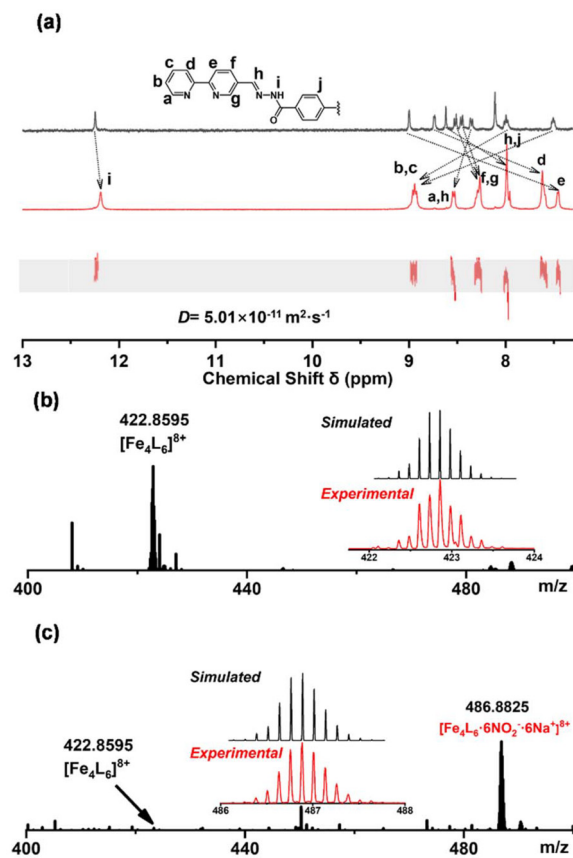 (a)
c d e f
b
h i j
a g
N N N NH
O
h,j
i
b,c
d
a,h
f,g
e
D= 5.01×10⁻¹¹ m²·s⁻¹
13 12 11 10 9 8
Chemical Shift δ (ppm)
(b)
422.8595
[Fe₄L₆]⁸⁺
Simulated
Experimental
422 423 424
400 440 480 m/z
(c)
Simulated
486.8825
[Fe₄L₆·6NO₂⁻·6Na⁺]⁸⁺
422.8595
[Fe₄L₆]⁸⁺
Experimental
486 487 488
400 440 480 m/z